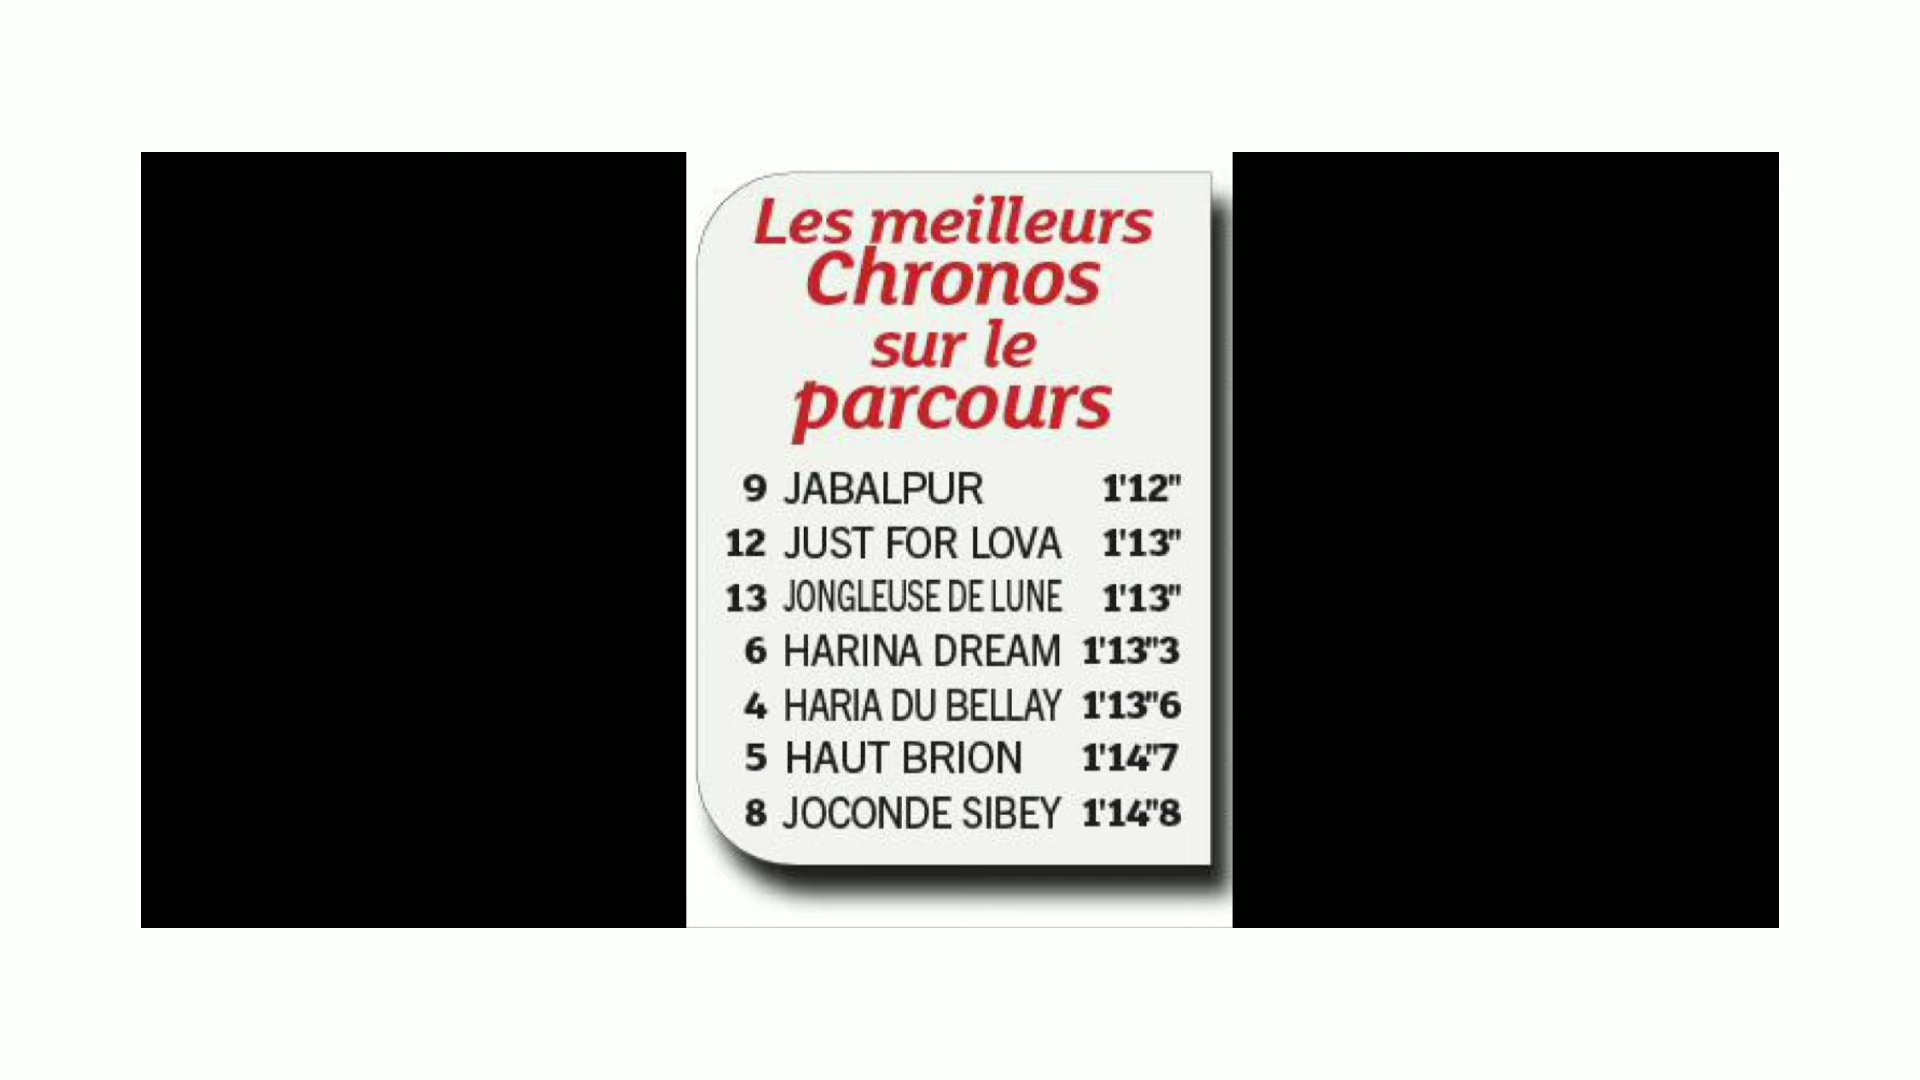 Les meilleurs
Chronos
sur le
parcours
9 JABALPUR 1'12"
12 JUST FOR LOVA 1'13"
13 JONGLEUSE DE LUNE 1'13"
6 HARINA DREAM 1'13"3
4 HARIA DU BELLAY 1'13"6
5 HAUT BRION 1'14"7
8 JOCONDE SIBEY 1'14"8